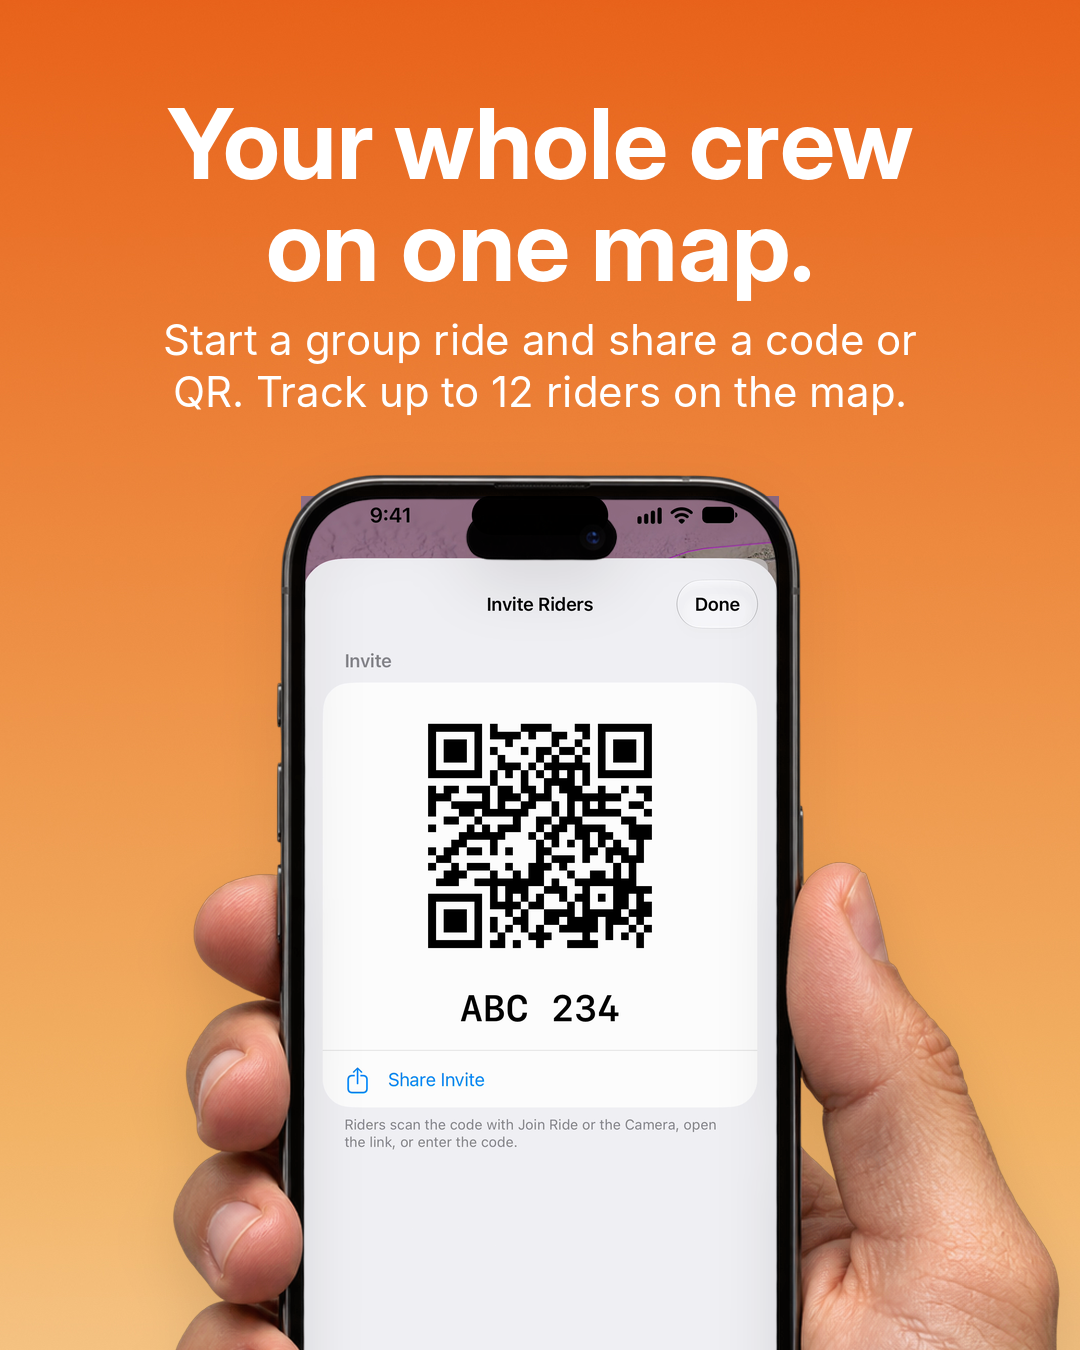 Your whole crew
on one map.
Start a group ride and share a code or
QR. Track up to 12 riders on the map.
9:41
Invite Riders
Done
Invite
ABC 234
Share Invite
Riders scan the code with Join Ride or the Camera, open
the link, or enter the code.